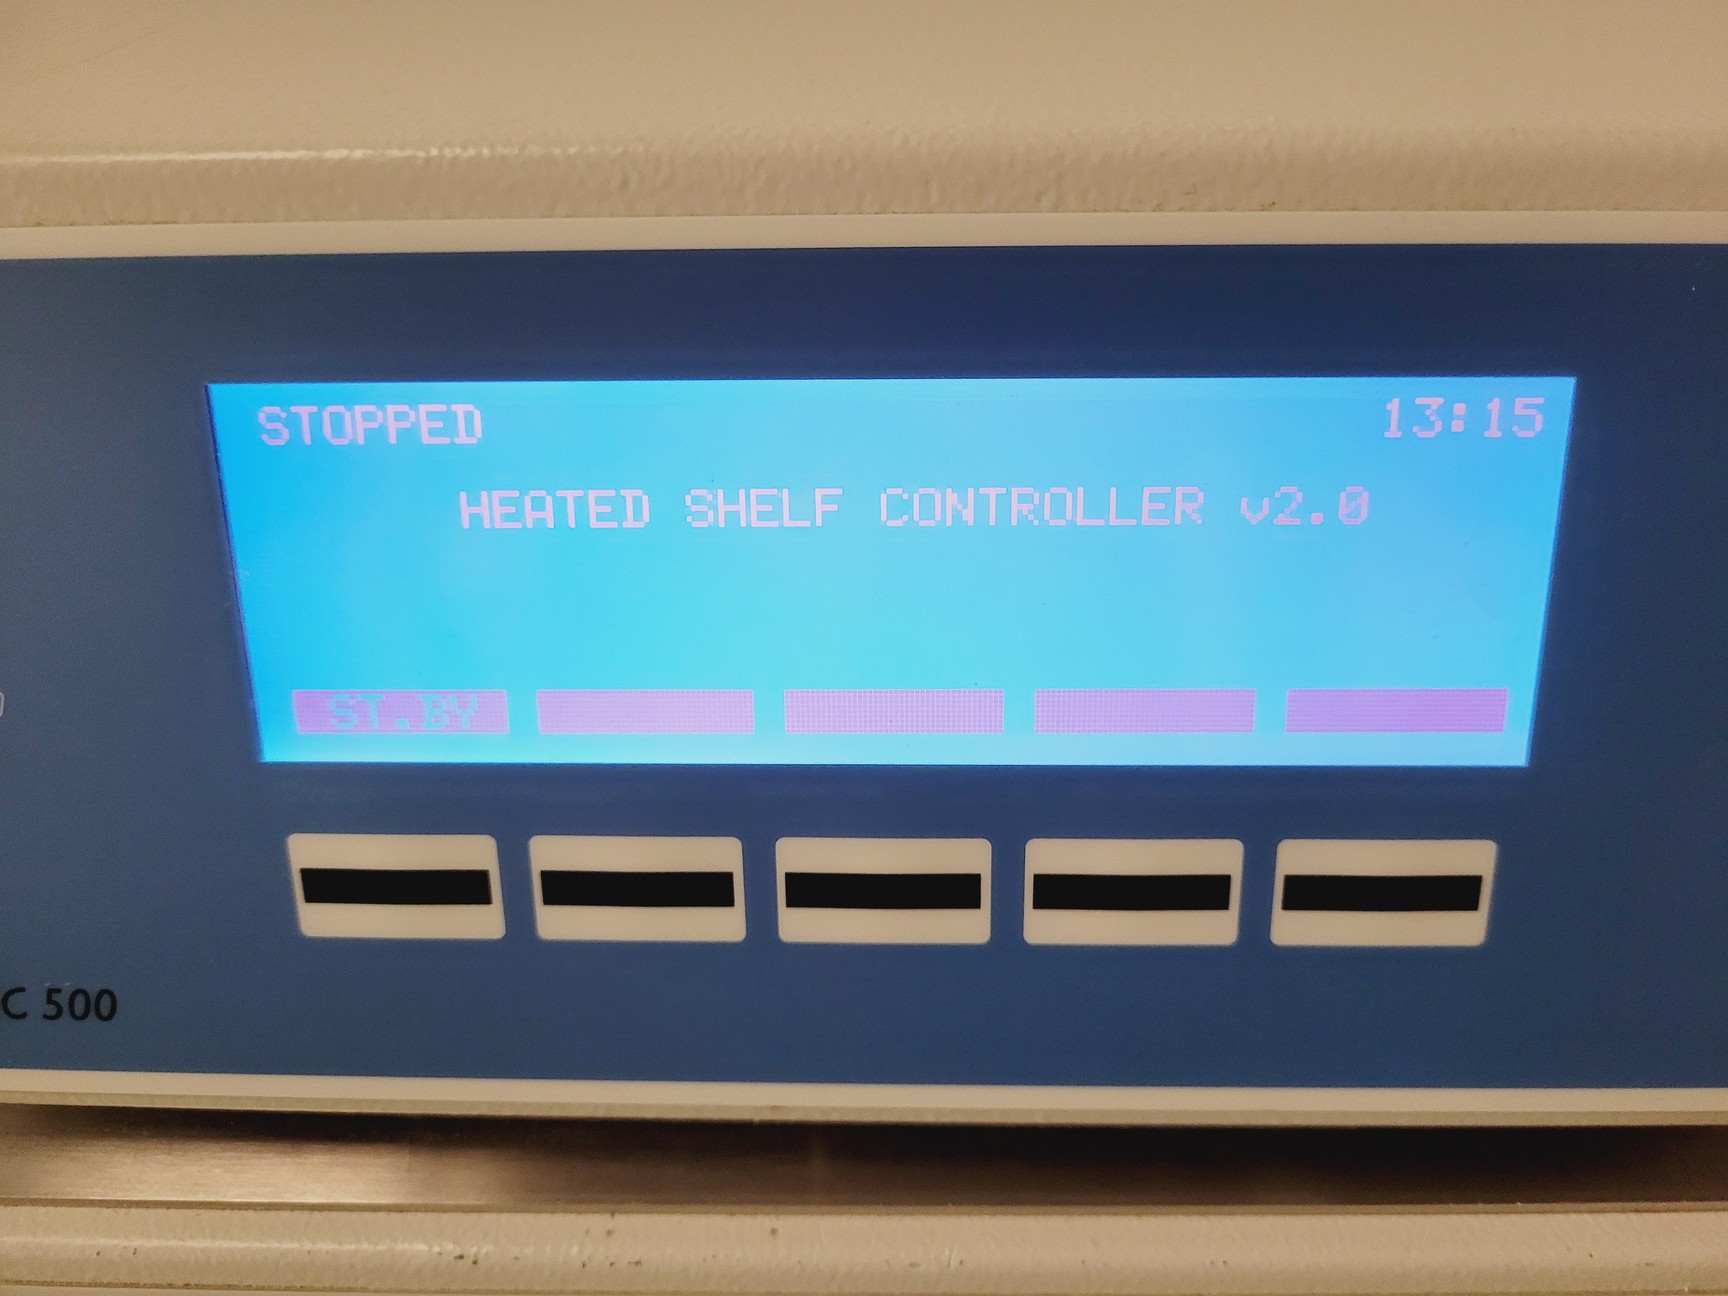 STOPPED 13:15
HEATED SHELF CONTROLLER v2.0
ST.BY
C 500